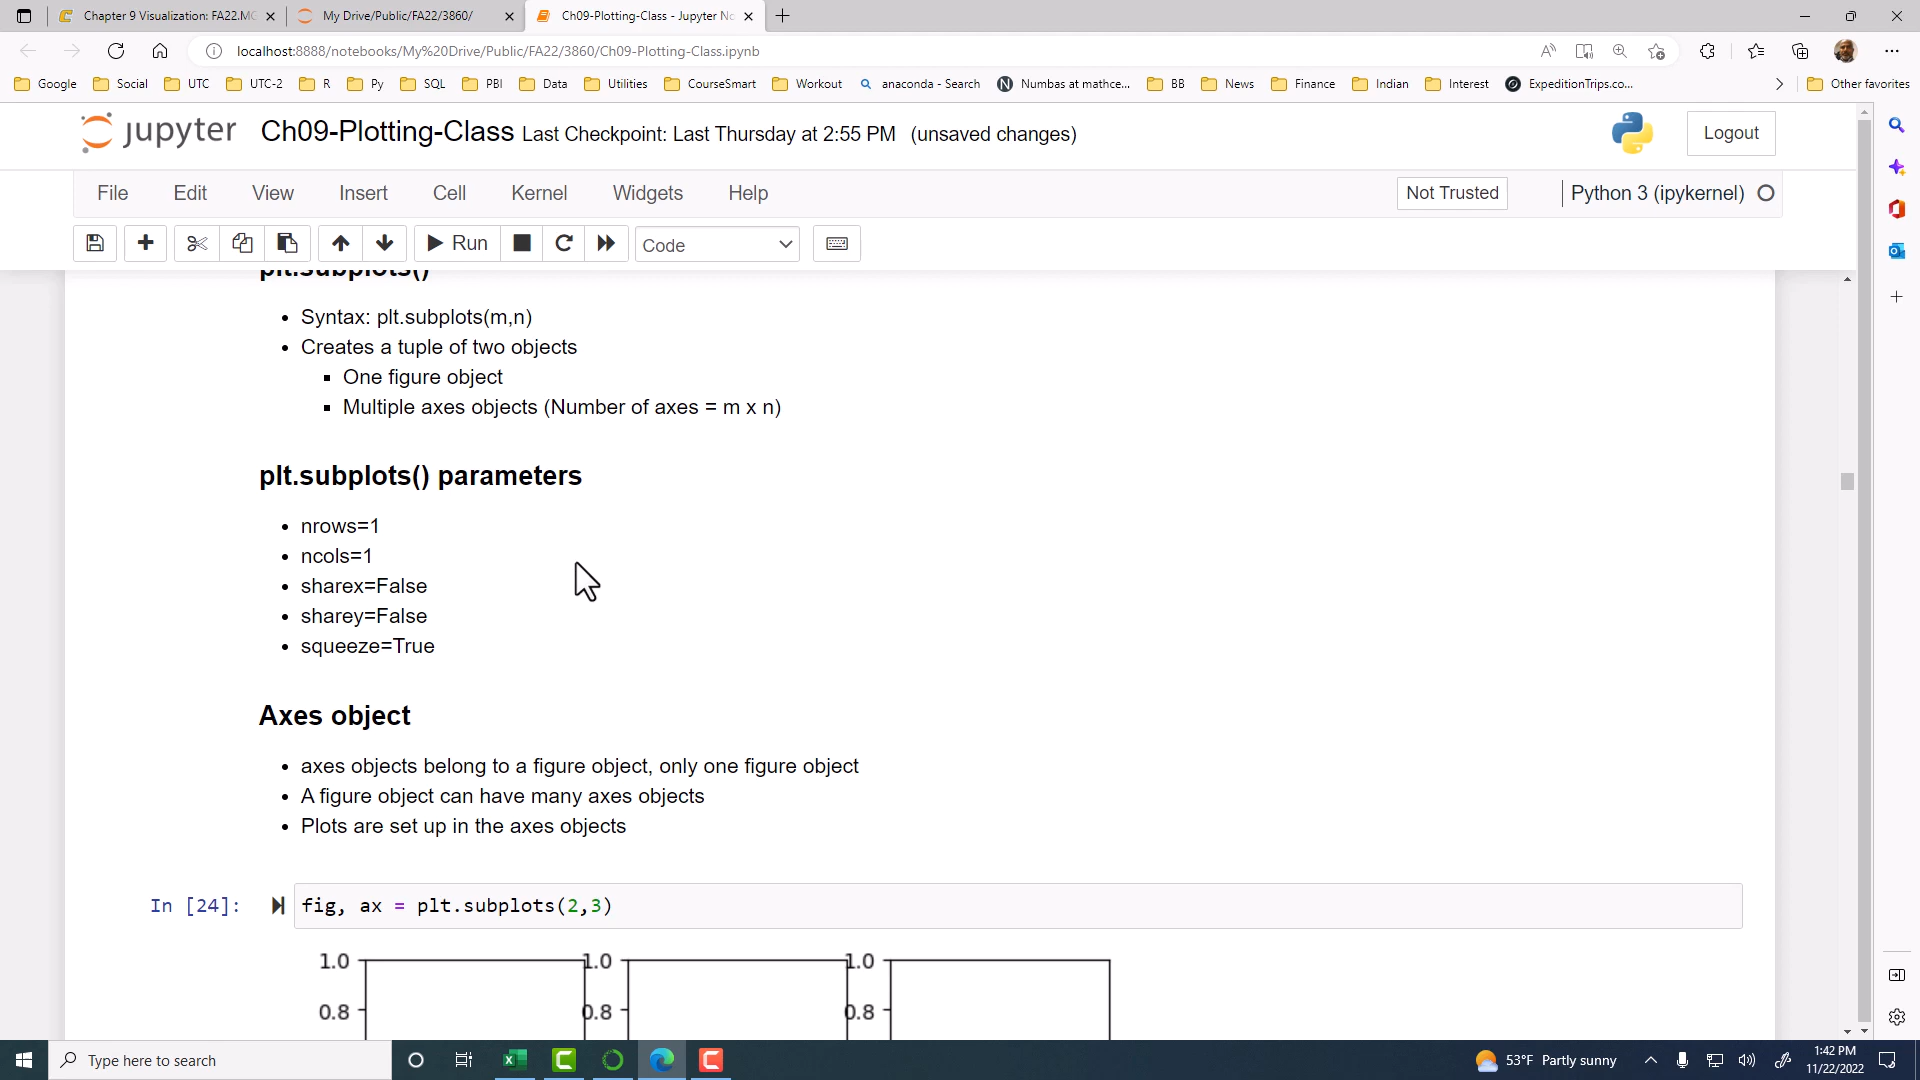 Chapter 9 Visualization: FA22.MG
My Drive/Public/FA22/3860/
Ch09-Plotting-Class - Jupyter No
localhost:8888/notebooks/My%20Drive/Public/FA22/3860/Ch09-Plotting-Class.ipynb
Google Social UTC UTC-2 R Py SQL PBI Data Utilities CourseSmart Workout anaconda - Search Numbas at mathce... BB News Finance Indian Interest ExpeditionTrips.co... Other favorites
jupyter Ch09-Plotting-Class Last Checkpoint: Last Thursday at 2:55 PM (unsaved changes) Logout
File Edit View Insert Cell Kernel Widgets Help Not Trusted Python 3 (ipykernel)
Run Code
plt.subplots()
• Syntax: plt.subplots(m,n)
• Creates a tuple of two objects
▪ One figure object
▪ Multiple axes objects (Number of axes = m x n)
plt.subplots() parameters
• nrows=1
• ncols=1
• sharex=False
• sharey=False
• squeeze=True
Axes object
• axes objects belong to a figure object, only one figure object
• A figure object can have many axes objects
• Plots are set up in the axes objects
In [24]: fig, ax = plt.subplots(2,3)
1.0 1.0 1.0
0.8 0.8 0.8
Type here to search
53°F Partly sunny
1:42 PM
11/22/2022